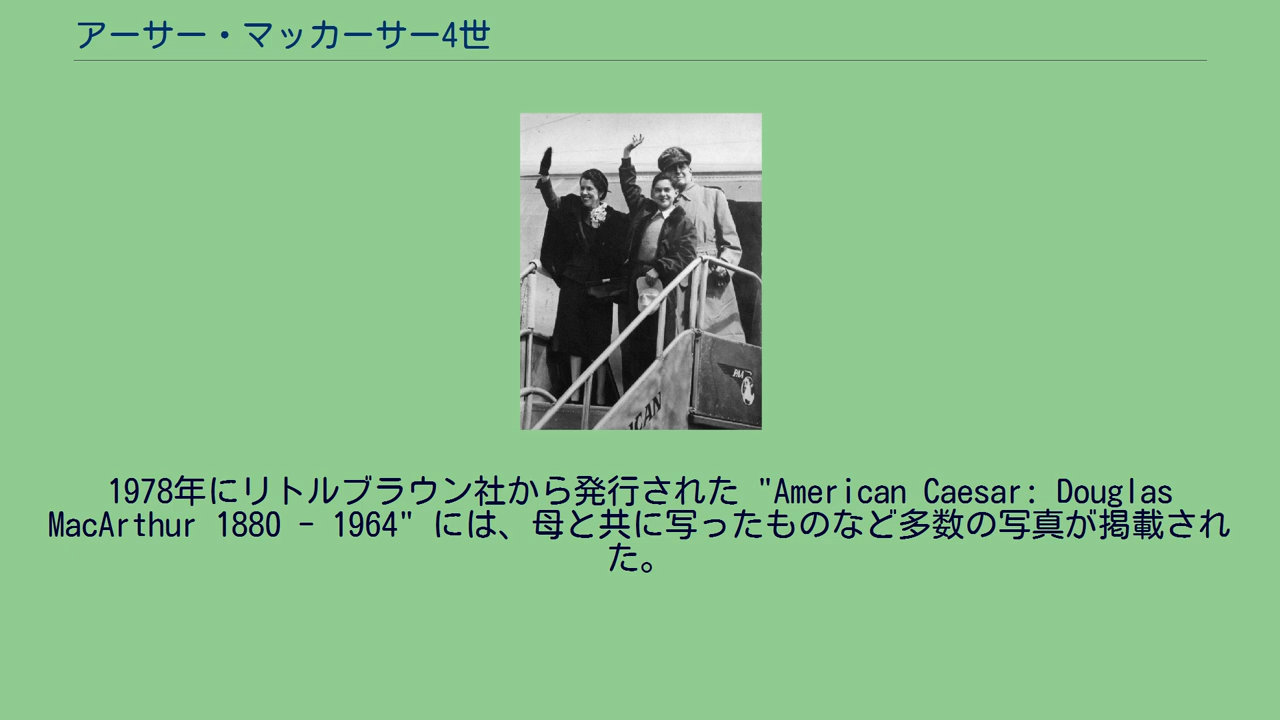 アーサー・マッカーサー4世
PAA
ICAN
1978年にリトルブラウン社から発行された "American Caesar: Douglas
MacArthur 1880 - 1964" には、母と共に写ったものなど多数の写真が掲載され
た。